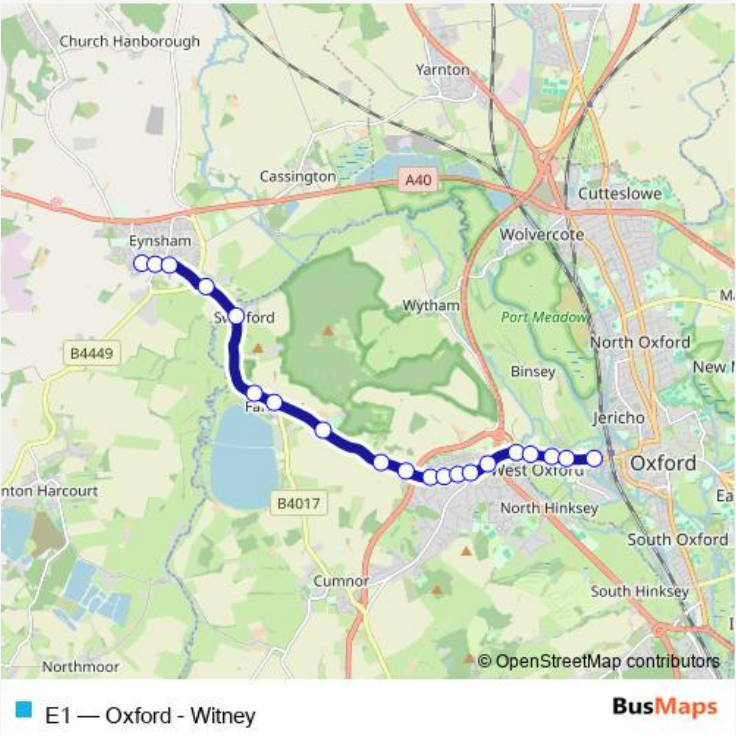 Church Hanborough
Yarnton
Cassington
A40
Cutteslowe
Eynsham
Wolvercote
Wytham
Port Meadow
North Oxford
B4449
Binsey
Jericho
West Oxford
Oxford
B4017
North Hinksey
South Oxford
Cumnor
South Hinksey
Northmoor
© OpenStreetMap contributors
E1 — Oxford - Witney
BusMaps